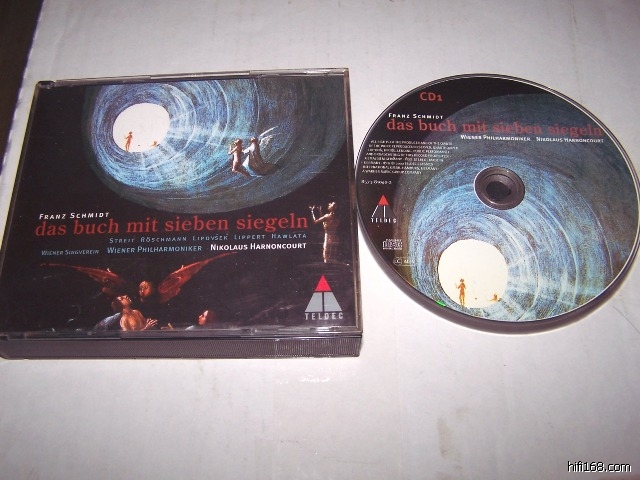 FRANZ SCHMIDT
das buch mit sieben siegeln
STREIT RÖSCHMANN LIPOVŠEK LIPPERT HAWLATA
WIENER SINGVEREIN WIENER PHILHARMONIKER NIKOLAUS HARNONCOURT
TELDEC
CD1
FRANZ SCHMIDT
das buch mit sieben siegeln
WIENER PHILHARMONIKER NIKOLAUS HARNONCOURT
TELDEC
hifi168.com